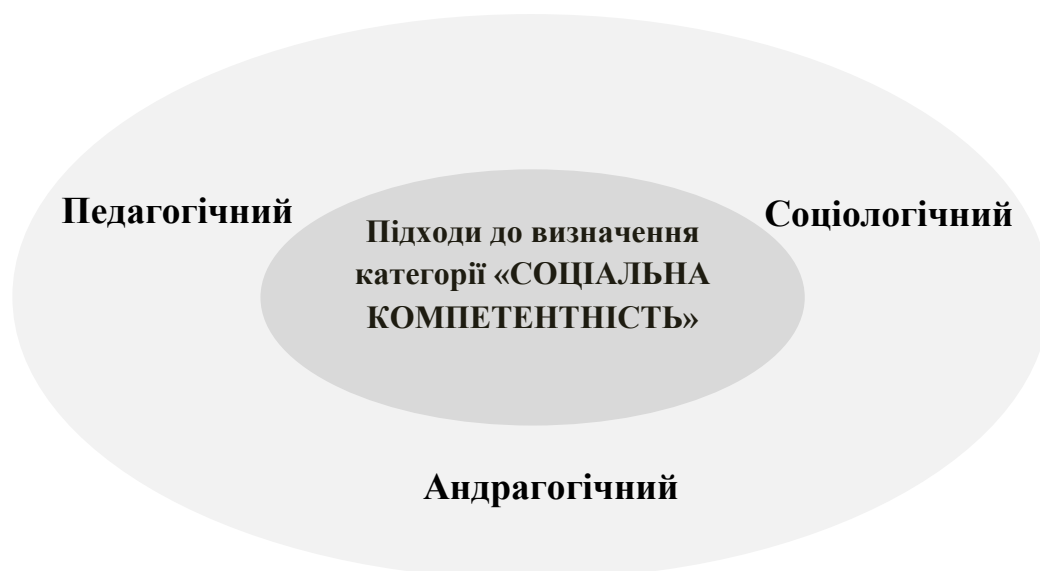 Педагогічний
Соціологічний
Підходи до визначення
категорії «СОЦІАЛЬНА
КОМПЕТЕНТНІСТЬ»
Андрагогічний